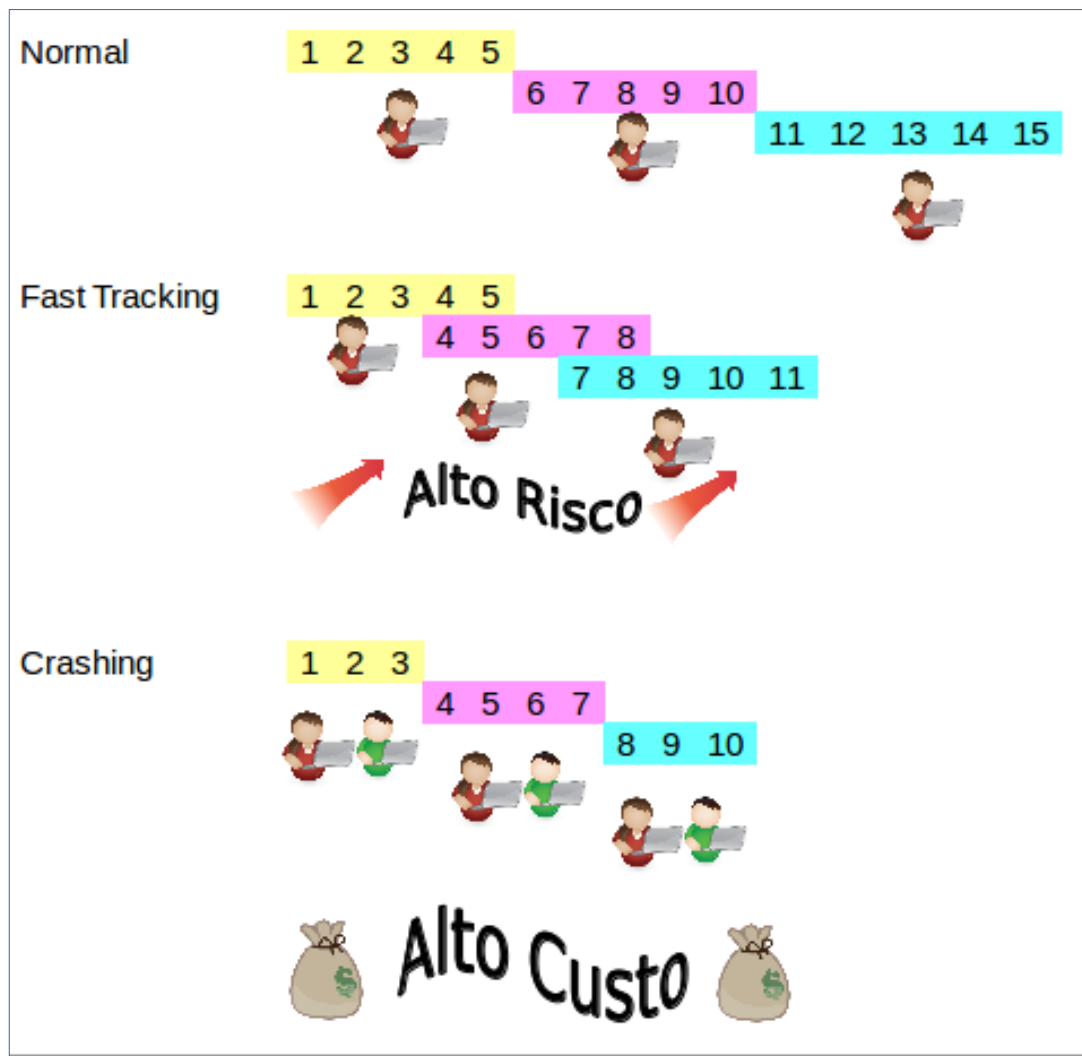 Normal 1 2 3 4 5
6 7 8 9 10
11 12 13 14 15
Fast Tracking 1 2 3 4 5
4 5 6 7 8
7 8 9 10 11
Alto Risco
Crashing 1 2 3
4 5 6 7
8 9 10
Alto Custo
$ $